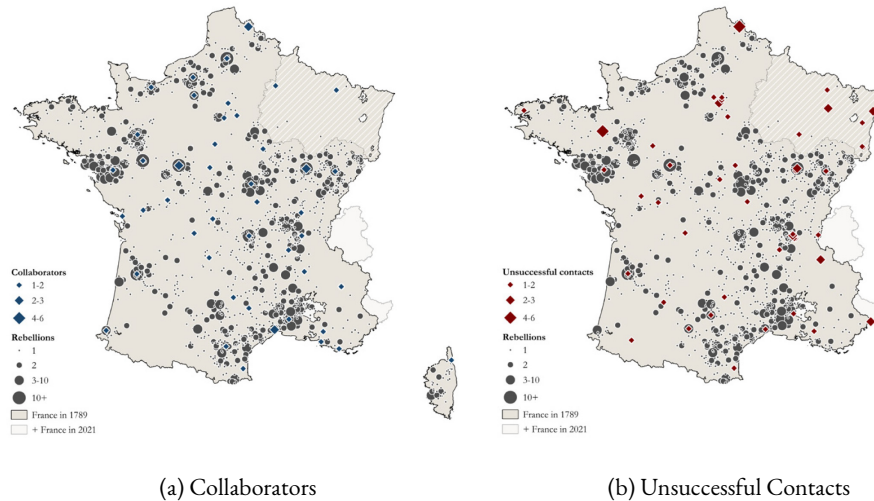 Collaborators
1-2
2-3
4-6
Rebellions
1
2
3-10
10+
France in 1789
+ France in 2021
Unsuccessful contacts
1-2
2-3
4-6
Rebellions
1
2
3-10
10+
France in 1789
+ France in 2021
(a) Collaborators
(b) Unsuccessful Contacts